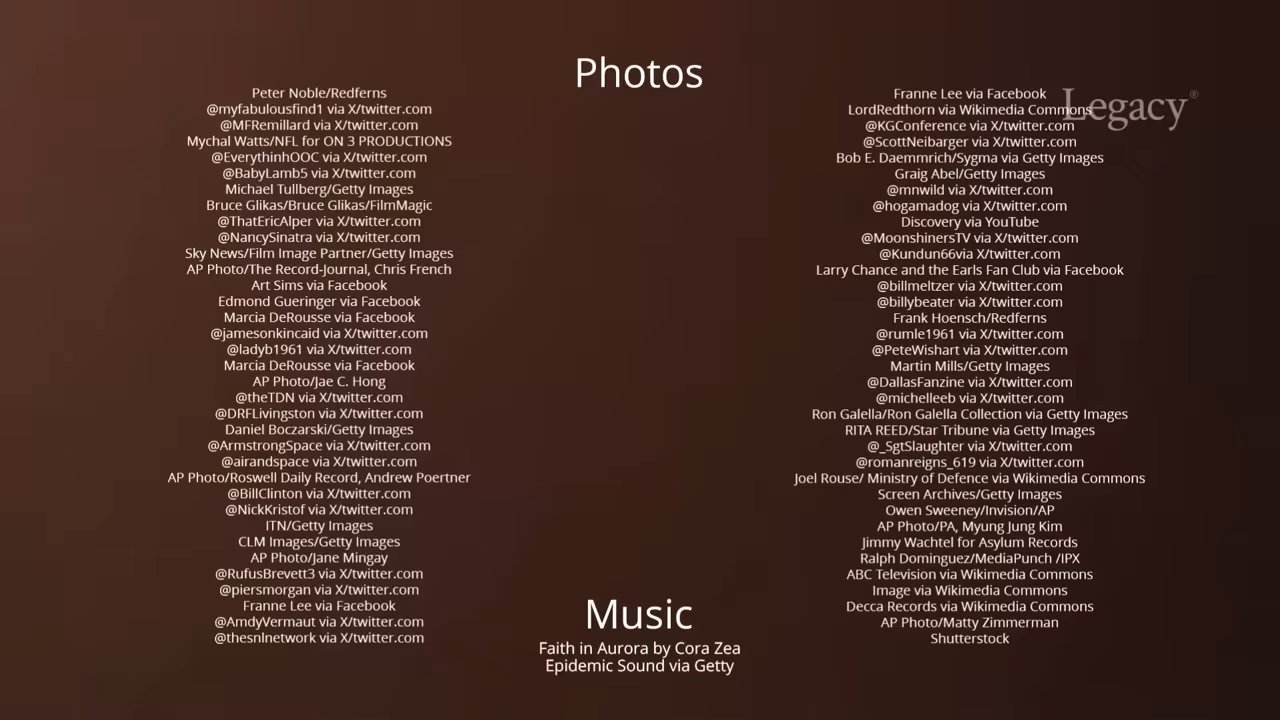 Photos
Peter Noble/Redferns
@myfabulousfind1 via X/twitter.com
@MFRemillard via X/twitter.com
Mychal Watts/NFL for ON 3 PRODUCTIONS
@EverythinhOOC via X/twitter.com
@BabyLamb5 via X/twitter.com
Michael Tullberg/Getty Images
Bruce Glikas/Bruce Glikas/FilmMagic
@ThatEricAlper via X/twitter.com
@NancySinatra via X/twitter.com
Sky News/Film Image Partner/Getty Images
AP Photo/The Record-Journal, Chris French
Art Sims via Facebook
Edmond Gueringer via Facebook
Marcia DeRousse via Facebook
@jamesonkincaid via X/twitter.com
@ladyb1961 via X/twitter.com
Marcia DeRousse via Facebook
AP Photo/Jae C. Hong
@theTDN via X/twitter.com
@DRFLivingston via X/twitter.com
Daniel Boczarski/Getty Images
@ArmstrongSpace via X/twitter.com
@airandspace via X/twitter.com
AP Photo/Roswell Daily Record, Andrew Poertner
@BillClinton via X/twitter.com
@NickKristof via X/twitter.com
ITN/Getty Images
CLM Images/Getty Images
AP Photo/Jane Mingay
@RufusBrevett3 via X/twitter.com
@piersmorgan via X/twitter.com
Franne Lee via Facebook
@AmdyVermaut via X/twitter.com
@thesnlnetwork via X/twitter.com
Franne Lee via Facebook
LordRedthorn via Wikimedia Commons
@KGConference via X/twitter.com
@ScottNeibarger via X/twitter.com
Bob E. Daemmrich/Sygma via Getty Images
Graig Abel/Getty Images
@mnwild via X/twitter.com
@hogamadog via X/twitter.com
Discovery via YouTube
@MoonshinersTV via X/twitter.com
@Kundun66via X/twitter.com
Larry Chance and the Earls Fan Club via Facebook
@billmeltzer via X/twitter.com
@billybeater via X/twitter.com
Frank Hoensch/Redferns
@rumle1961 via X/twitter.com
@PeteWishart via X/twitter.com
Martin Mills/Getty Images
@DallasFanzine via X/twitter.com
@michelleeb via X/twitter.com
Ron Galella/Ron Galella Collection via Getty Images
RITA REED/Star Tribune via Getty Images
@_SgtSlaughter via X/twitter.com
@romanreigns_619 via X/twitter.com
Joel Rouse/ Ministry of Defence via Wikimedia Commons
Screen Archives/Getty Images
Owen Sweeney/Invision/AP
AP Photo/PA, Myung Jung Kim
Jimmy Wachtel for Asylum Records
Ralph Dominguez/MediaPunch /IPX
ABC Television via Wikimedia Commons
Image via Wikimedia Commons
Decca Records via Wikimedia Commons
AP Photo/Matty Zimmerman
Shutterstock
Legacy®
Music
Faith in Aurora by Cora Zea
Epidemic Sound via Getty